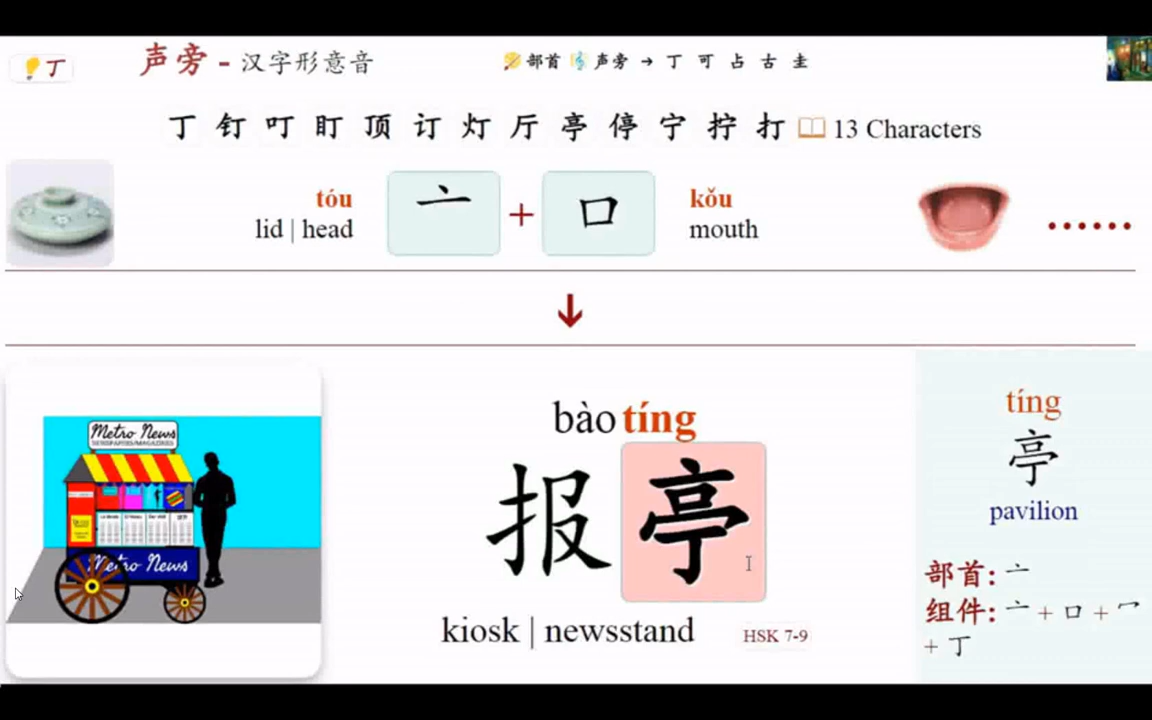 丁
声旁 - 汉字形意音
部首 声旁 → 丁 可 占 古 圭
丁 钉 叮 盯 顶 订 灯 厅 亭 停 宁 拧 打 13 Characters
tóu
lid | head
亠 + 口
kǒu
mouth
......
↓
Metro News
NEWSPAPERS/MAGAZINES
Metro News
bào tíng
报亭
kiosk | newsstand
HSK 7-9
tíng
亭
pavilion
部首: 亠
组件: 亠 + 口 + 冖
+ 丁